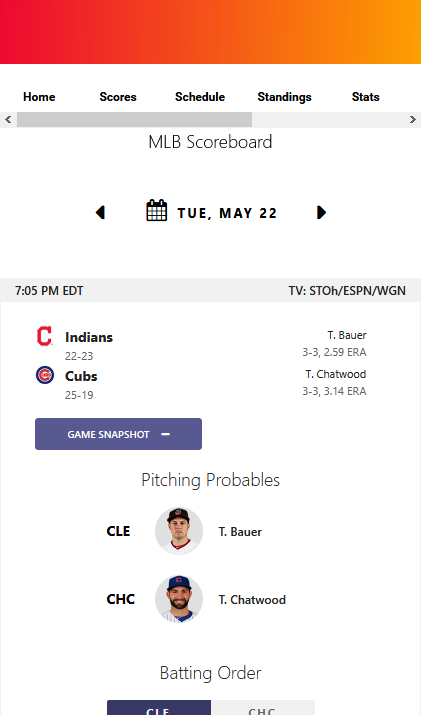 Home Scores Schedule Standings Stats
MLB Scoreboard
TUE, MAY 22
7:05 PM EDT TV: STOh/ESPN/WGN
Indians T. Bauer
22-23 3-3, 2.59 ERA
Cubs T. Chatwood
25-19 3-3, 3.14 ERA
GAME SNAPSHOT −
Pitching Probables
CLE T. Bauer
CHC T. Chatwood
Batting Order
CLE CHC